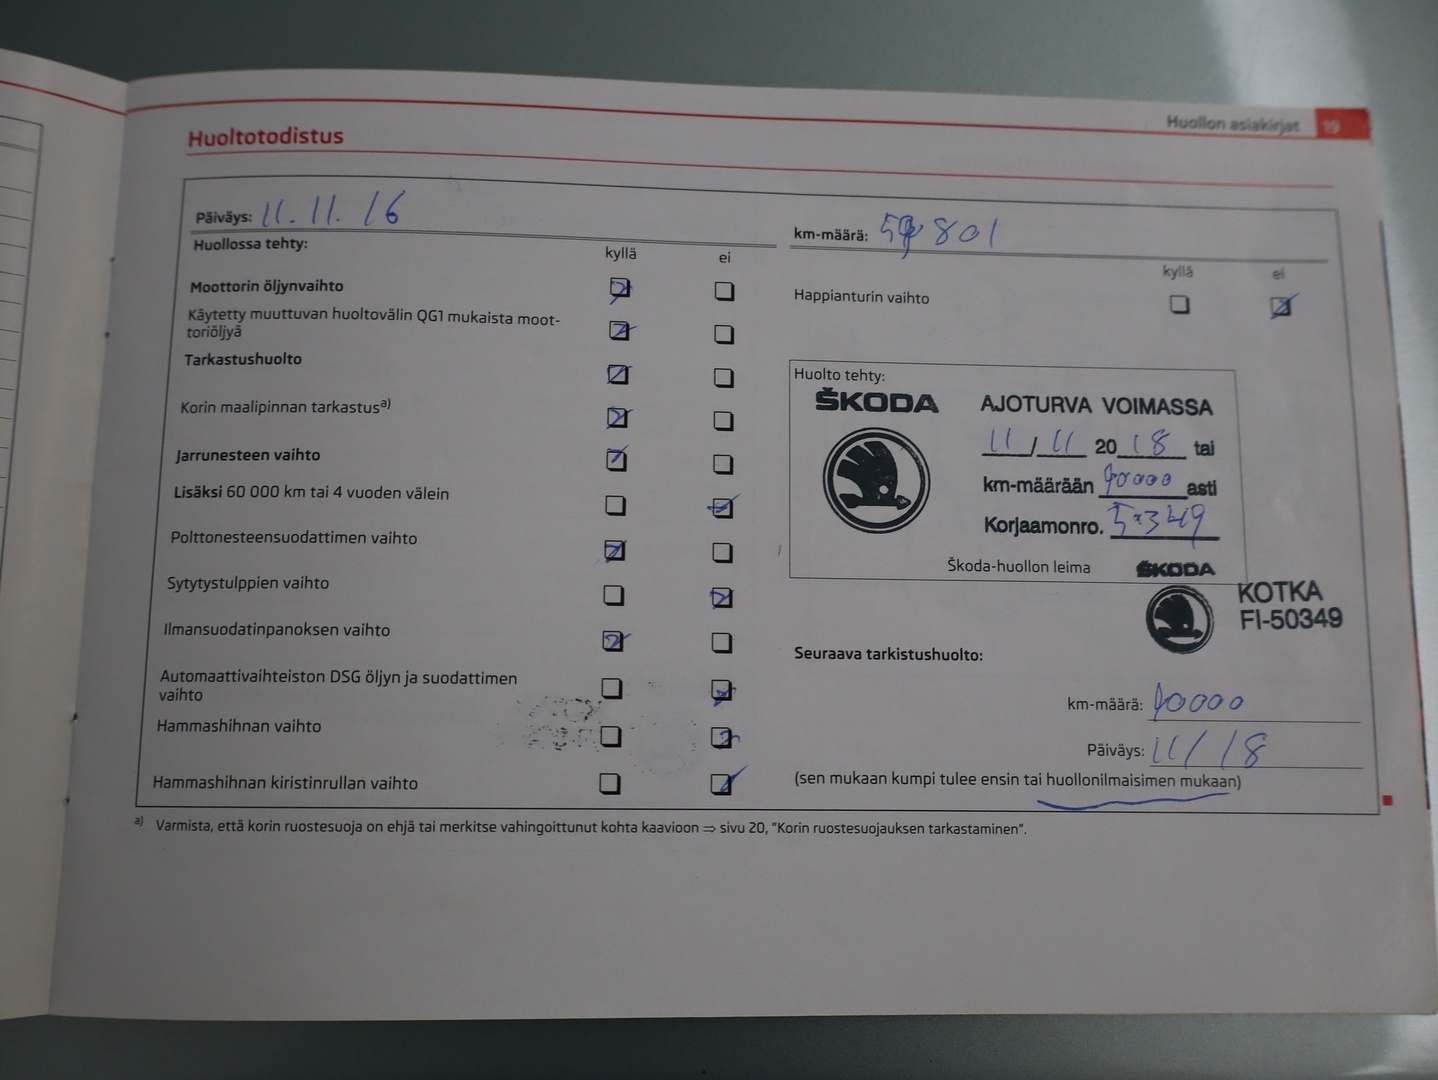 Huollon asiakirjat 19
Huoltotodistus
Päiväys: 11.11.16
km-määrä: 801
Huollossa tehty:
kyllä ei
kyllä ei
Moottorin öljynvaihto
Käytetty muuttuvan huoltovälin QG1 mukaista moot-
toriöljyä
Tarkastushuolto
Korin maalipinnan tarkastusa)
Jarrunesteen vaihto
Lisäksi 60 000 km tai 4 vuoden välein
Polttonesteensuodattimen vaihto
Sytytystulppien vaihto
Ilmansuodatinpanoksen vaihto
Automaattivaihteiston DSG öljyn ja suodattimen
vaihto
Hammashihnan vaihto
Hammashihnan kiristinrullan vaihto
Happianturin vaihto
Huolto tehty:
ŠKODA
AJOTURVA VOIMASSA
11/11 2018 tai
km-määrään 90000 asti
Korjaamonro.
Škoda-huollon leima
ŠKODA
KOTKA
FI-50349
Seuraava tarkistushuolto:
km-määrä: 90000
Päiväys: 11/18
(sen mukaan kumpi tulee ensin tai huollonilmaisimen mukaan)
a) Varmista, että korin ruostesuoja on ehjä tai merkitse vahingoittunut kohta kaavioon ⇒ sivu 20, "Korin ruostesuojauksen tarkastaminen".